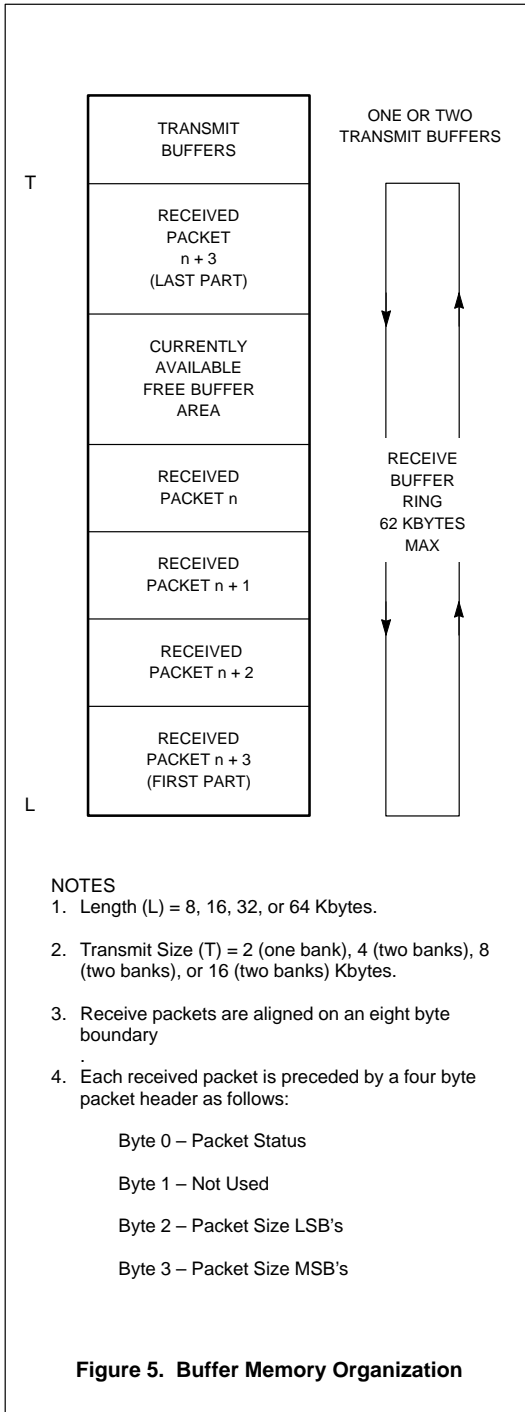 TRANSMIT
BUFFERS
ONE OR TWO
TRANSMIT BUFFERS
T
RECEIVED
PACKET
n + 3
(LAST PART)
CURRENTLY
AVAILABLE
FREE BUFFER
AREA
RECEIVED
PACKET n
RECEIVED
PACKET n + 1
RECEIVED
PACKET n + 2
RECEIVED
PACKET n + 3
(FIRST PART)
L
RECEIVE
BUFFER
RING
62 KBYTES
MAX
NOTES
1. Length (L) = 8, 16, 32, or 64 Kbytes.
2. Transmit Size (T) = 2 (one bank), 4 (two banks), 8
(two banks), or 16 (two banks) Kbytes.
3. Receive packets are aligned on an eight byte
boundary
.
4. Each received packet is preceded by a four byte
packet header as follows:
Byte 0 – Packet Status
Byte 1 – Not Used
Byte 2 – Packet Size LSB's
Byte 3 – Packet Size MSB's
Figure 5. Buffer Memory Organization